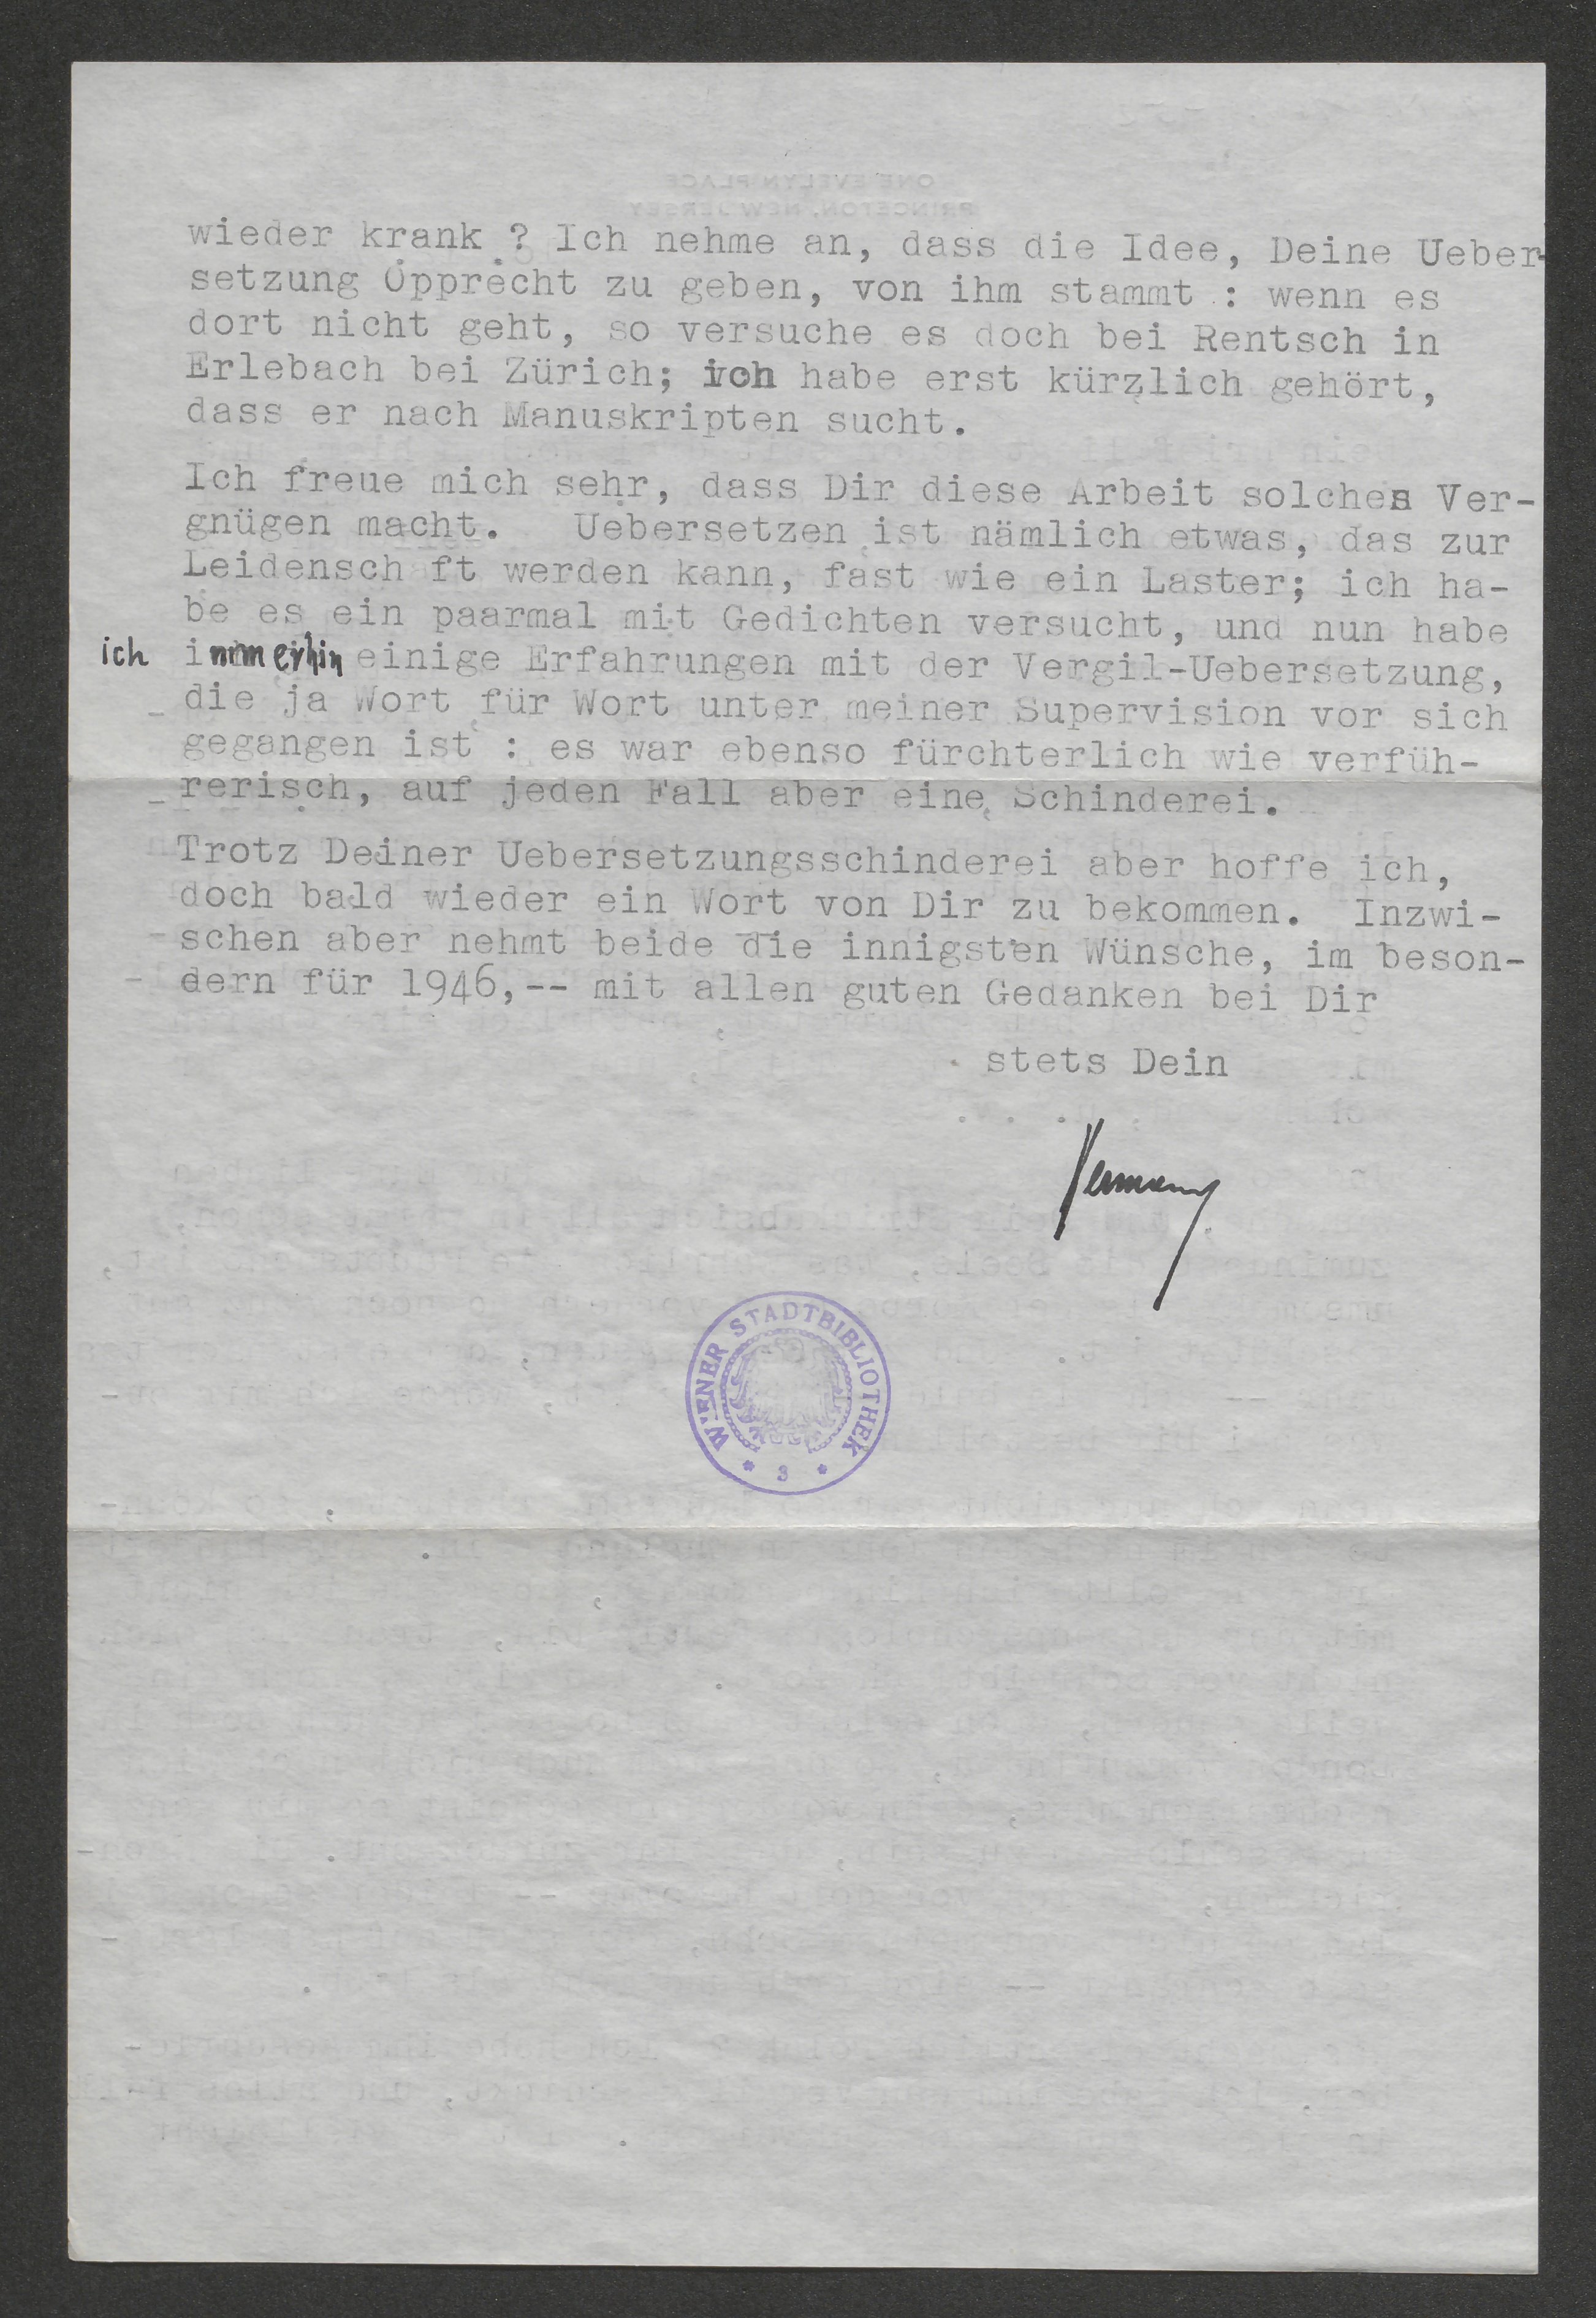 wieder krank ? Ich nehme an, dass die Idee, Deine Ueber-
setzung Opprecht zu geben, von ihm stammt : wenn es
dort nicht geht, so versuche es doch bei Rentsch in
Erlebach bei Zürich; ich habe erst kürzlich gehört,
dass er nach Manuskripten sucht.
Ich freue mich sehr, dass Dir diese Arbeit solches Ver-
gnügen macht. Uebersetzen ist nämlich etwas, das zur
Leidensch ft werden kann, fast wie ein Laster; ich ha-
be es ein paarmal mit Gedichten versucht, und nun habe
ich immerhin einige Erfahrungen mit der Vergil-Uebersetzung,
die ja Wort für Wort unter meiner Supervision vor sich
gegangen ist : es war ebenso fürchterlich wie verfüh-
rerisch, auf jeden Fall aber eine Schinderei.
Trotz Deiner Uebersetzungsschinderei aber hoffe ich,
doch bald wieder ein Wort von Dir zu bekommen. Inzwi-
schen aber nehmt beide die innigsten Wünsche, im beson-
dern für 1946,-- mit allen guten Gedanken bei Dir
stets Dein
Hermann
WIENER STADTBIBLIOTHEK
* 3 *